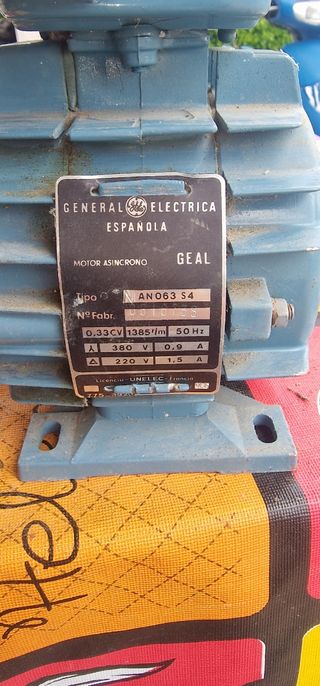 GENERAL GE ELECTRICA
ESPAÑOLA
MOTOR ASINCRONO GEAL
Tipo AN063 S4
Nº Fabr.
0,33CV 1385r/m 50Hz
⅄ 380 V 0,9 A
△ 220 V 1,5 A
Licencia-UNELEC-Francia